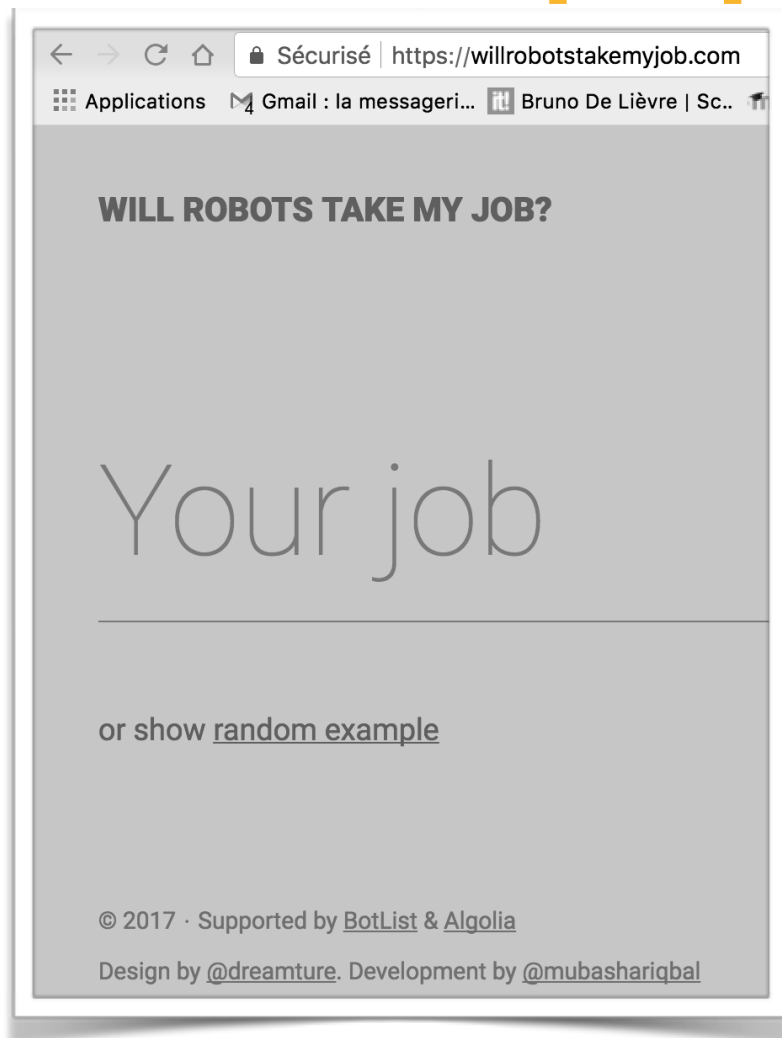 Sécurisé https://willrobotstakemyjob.com
Applications Gmail : la messageri... it! Bruno De Lièvre | Sc..
WILL ROBOTS TAKE MY JOB?
Your job
or show random example
© 2017 · Supported by BotList & Algolia
Design by @dreamture. Development by @mubashariqbal